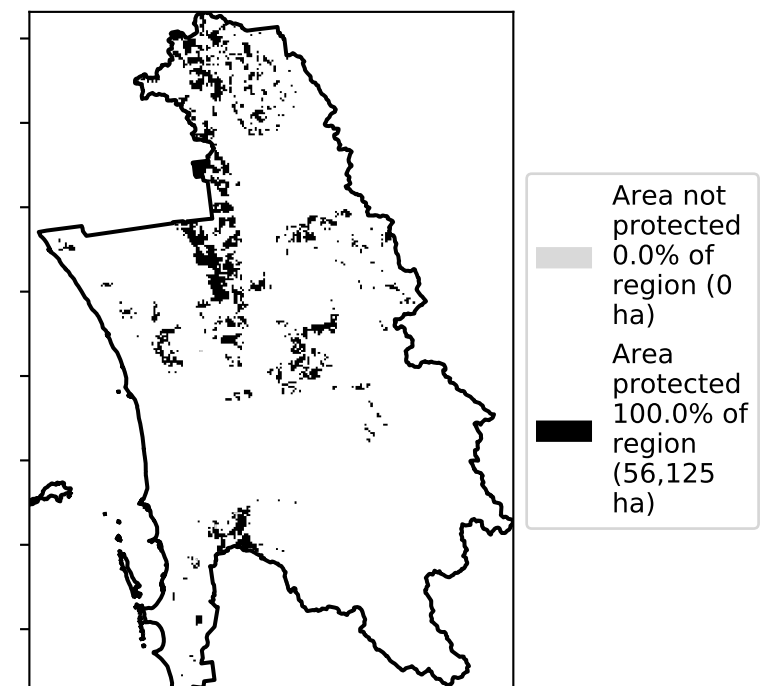 Area not
protected
0.0% of
region (0
ha)
Area
protected
100.0% of
region
(56,125
ha)